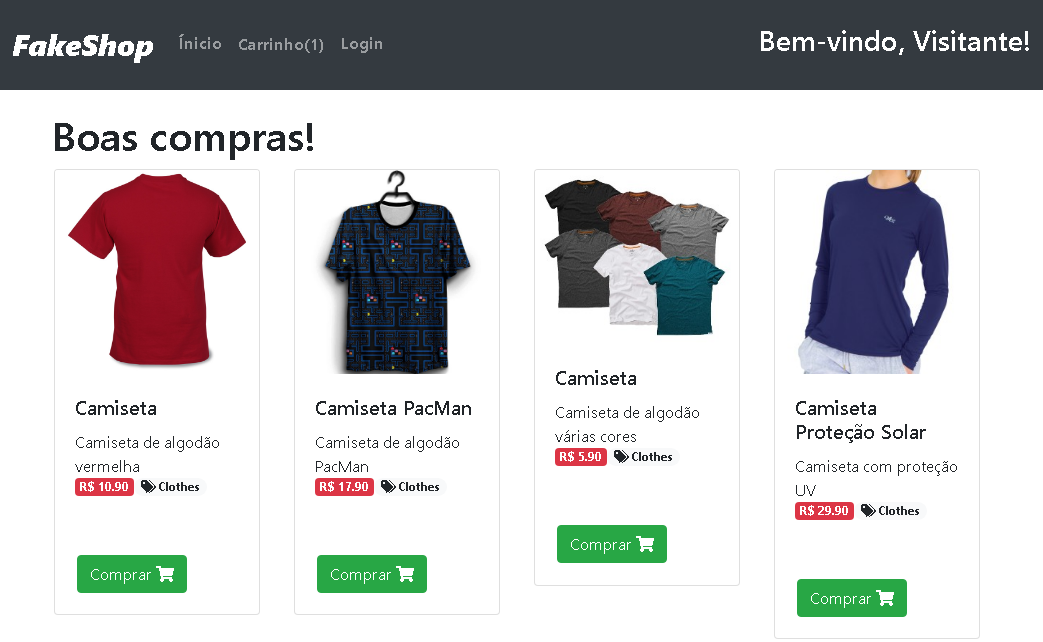 FakeShop
Ínicio
Carrinho(1)
Login
Bem-vindo, Visitante!
Boas compras!
Camiseta
Camiseta de algodão
vermelha
R$ 10.90
Clothes
Comprar
Camiseta PacMan
Camiseta de algodão
PacMan
R$ 17.90
Clothes
Comprar
Camiseta
Camiseta de algodão
várias cores
R$ 5.90
Clothes
Comprar
Camiseta
Proteção Solar
Camiseta com proteção
UV
R$ 29.90
Clothes
Comprar